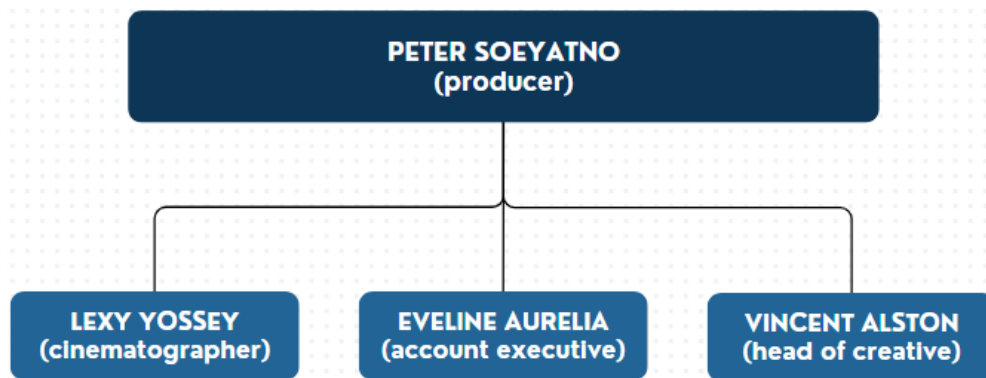 PETER SOEYATNO
(producer)
LEXY YOSSEY
(cinematographer)
EVELINE AURELIA
(account executive)
VINCENT ALSTON
(head of creative)